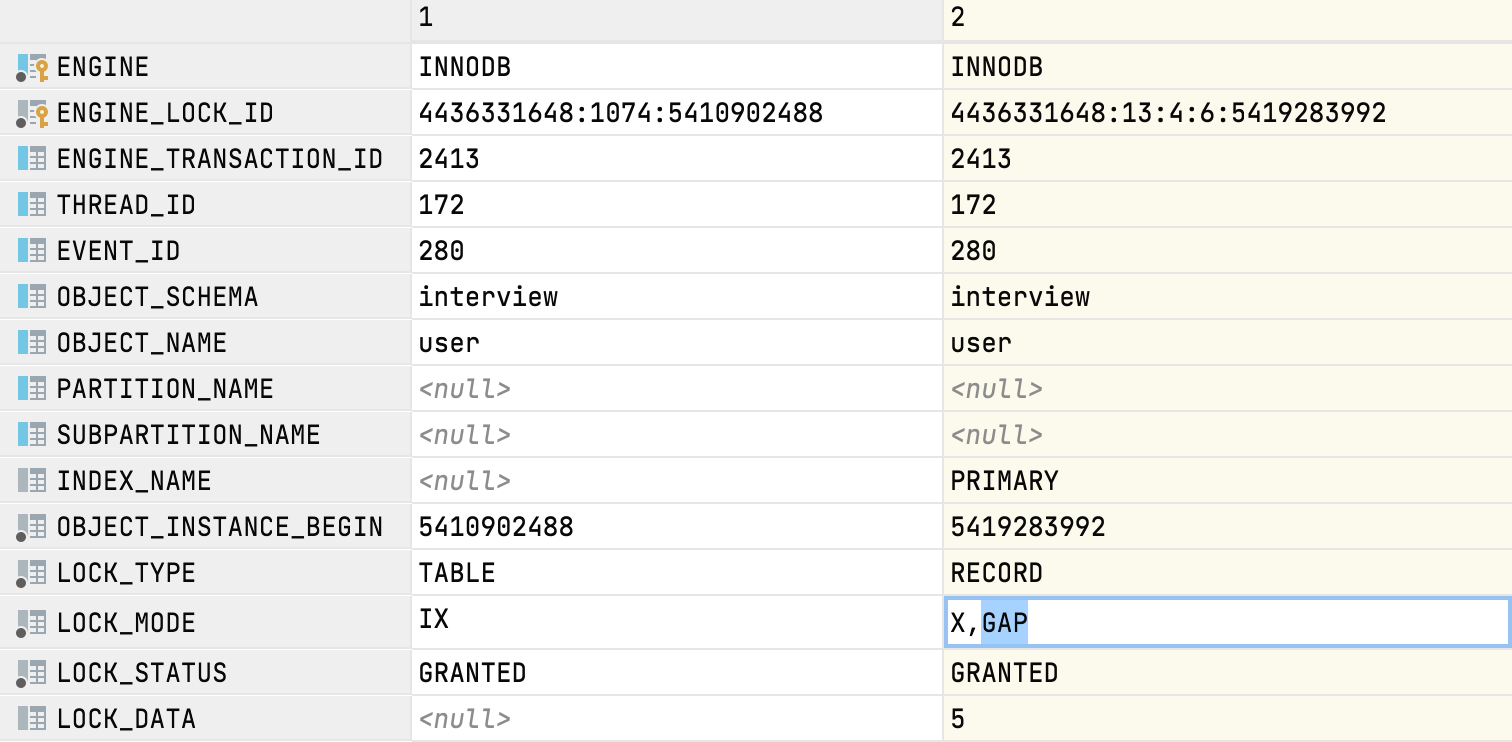 1 2
ENGINE INNODB INNODB
ENGINE_LOCK_ID 4436331648:1074:5410902488 4436331648:13:4:6:5419283992
ENGINE_TRANSACTION_ID 2413 2413
THREAD_ID 172 172
EVENT_ID 280 280
OBJECT_SCHEMA interview interview
OBJECT_NAME user user
PARTITION_NAME <null> <null>
SUBPARTITION_NAME <null> <null>
INDEX_NAME <null> PRIMARY
OBJECT_INSTANCE_BEGIN 5410902488 5419283992
LOCK_TYPE TABLE RECORD
LOCK_MODE IX X,GAP
LOCK_STATUS GRANTED GRANTED
LOCK_DATA <null> 5